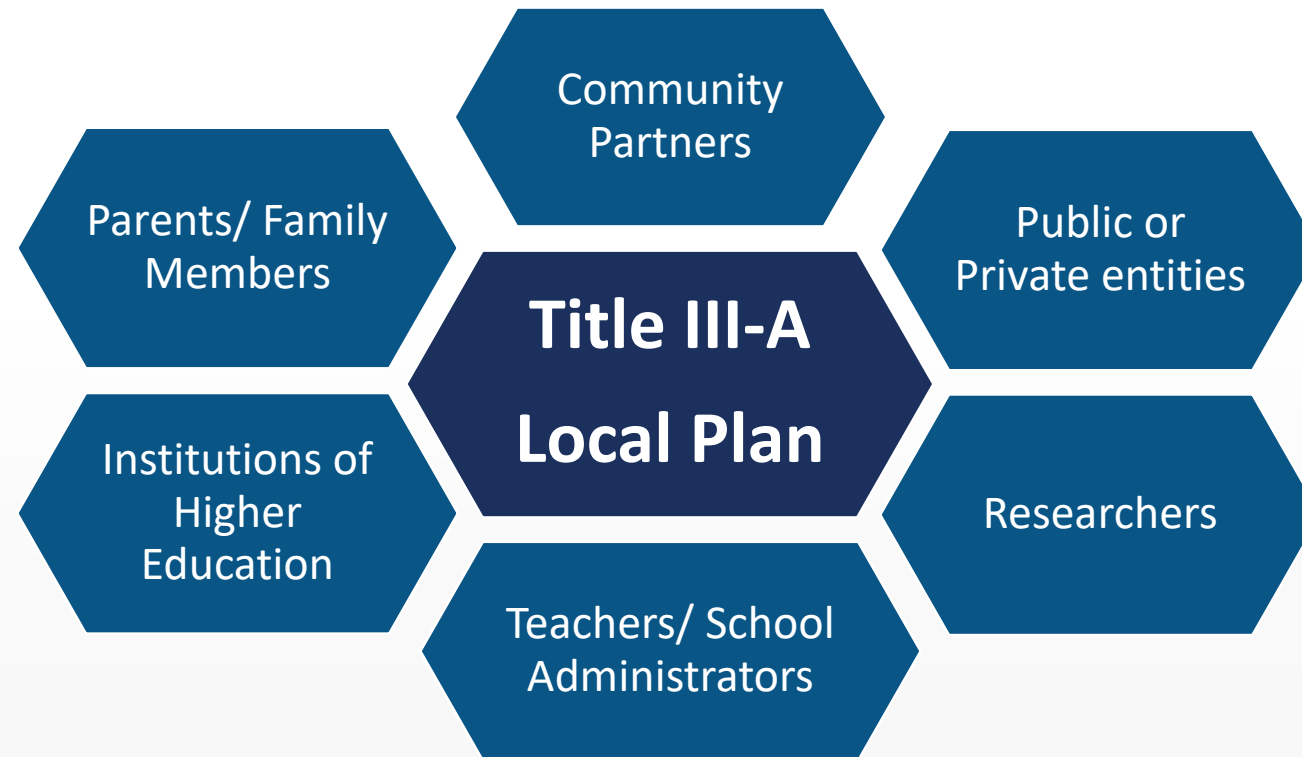 Community
Partners
Parents/ Family
Members
Public or
Private entities
Title III-A
Local Plan
Institutions of
Higher
Education
Researchers
Teachers/ School
Administrators